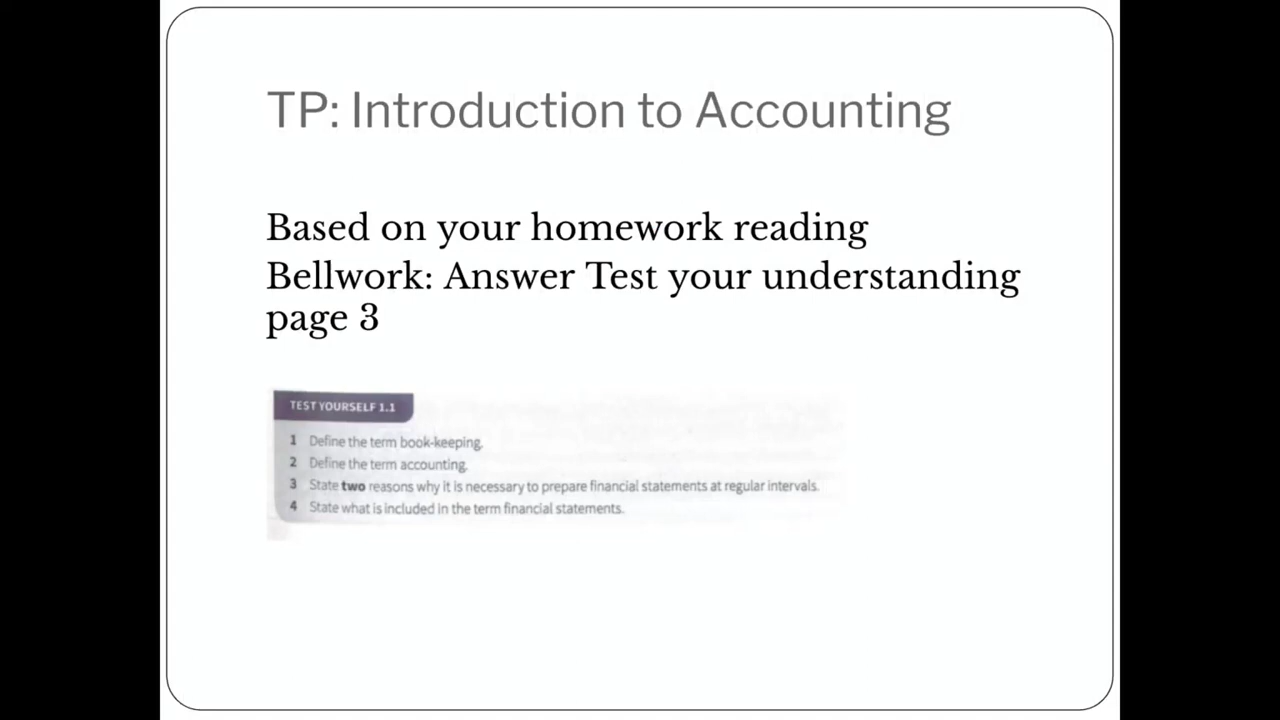 TP: Introduction to Accounting
Based on your homework reading
Bellwork: Answer Test your understanding
page 3
TEST YOURSELF 1.1
1 Define the term book-keeping.
2 Define the term accounting.
3 State two reasons why it is necessary to prepare financial statements at regular intervals.
4 State what is included in the term financial statements.